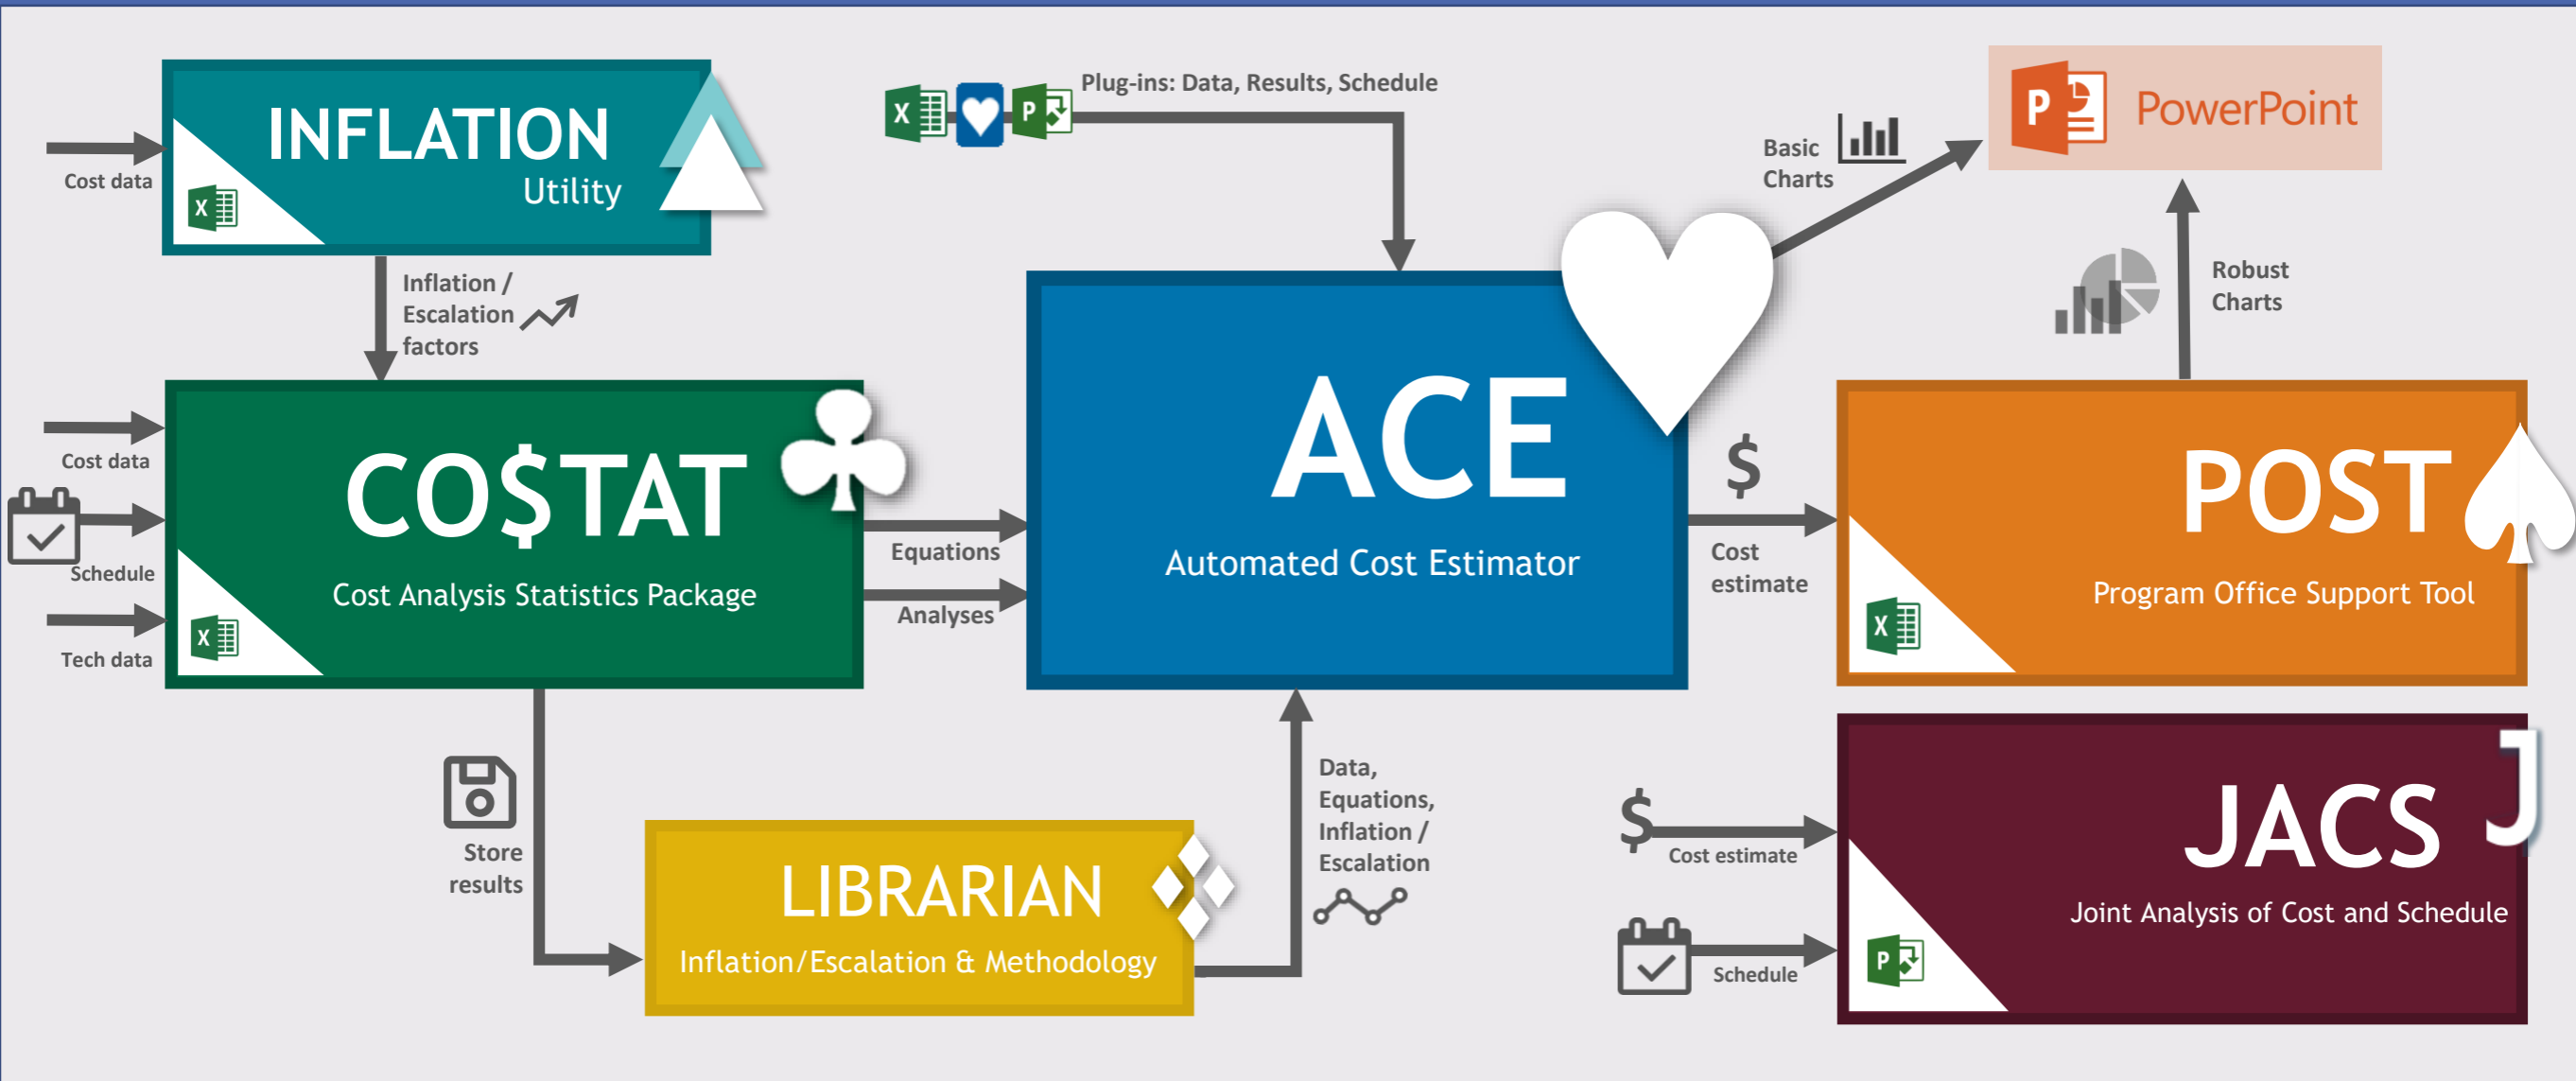 INFLATION
Utility
Cost data
X
Inflation /
Escalation
factors
Plug-ins: Data, Results, Schedule
X
P
Basic
Charts
P
PowerPoint
Robust
Charts
Cost data
Schedule
Tech data
CO$TAT
Cost Analysis Statistics Package
X
Equations
Analyses
ACE
Automated Cost Estimator
$
Cost
estimate
POST
Program Office Support Tool
X
Store
results
LIBRARIAN
Inflation/Escalation & Methodology
Data,
Equations,
Inflation /
Escalation
$
Cost estimate
Schedule
J
JACS
Joint Analysis of Cost and Schedule
P